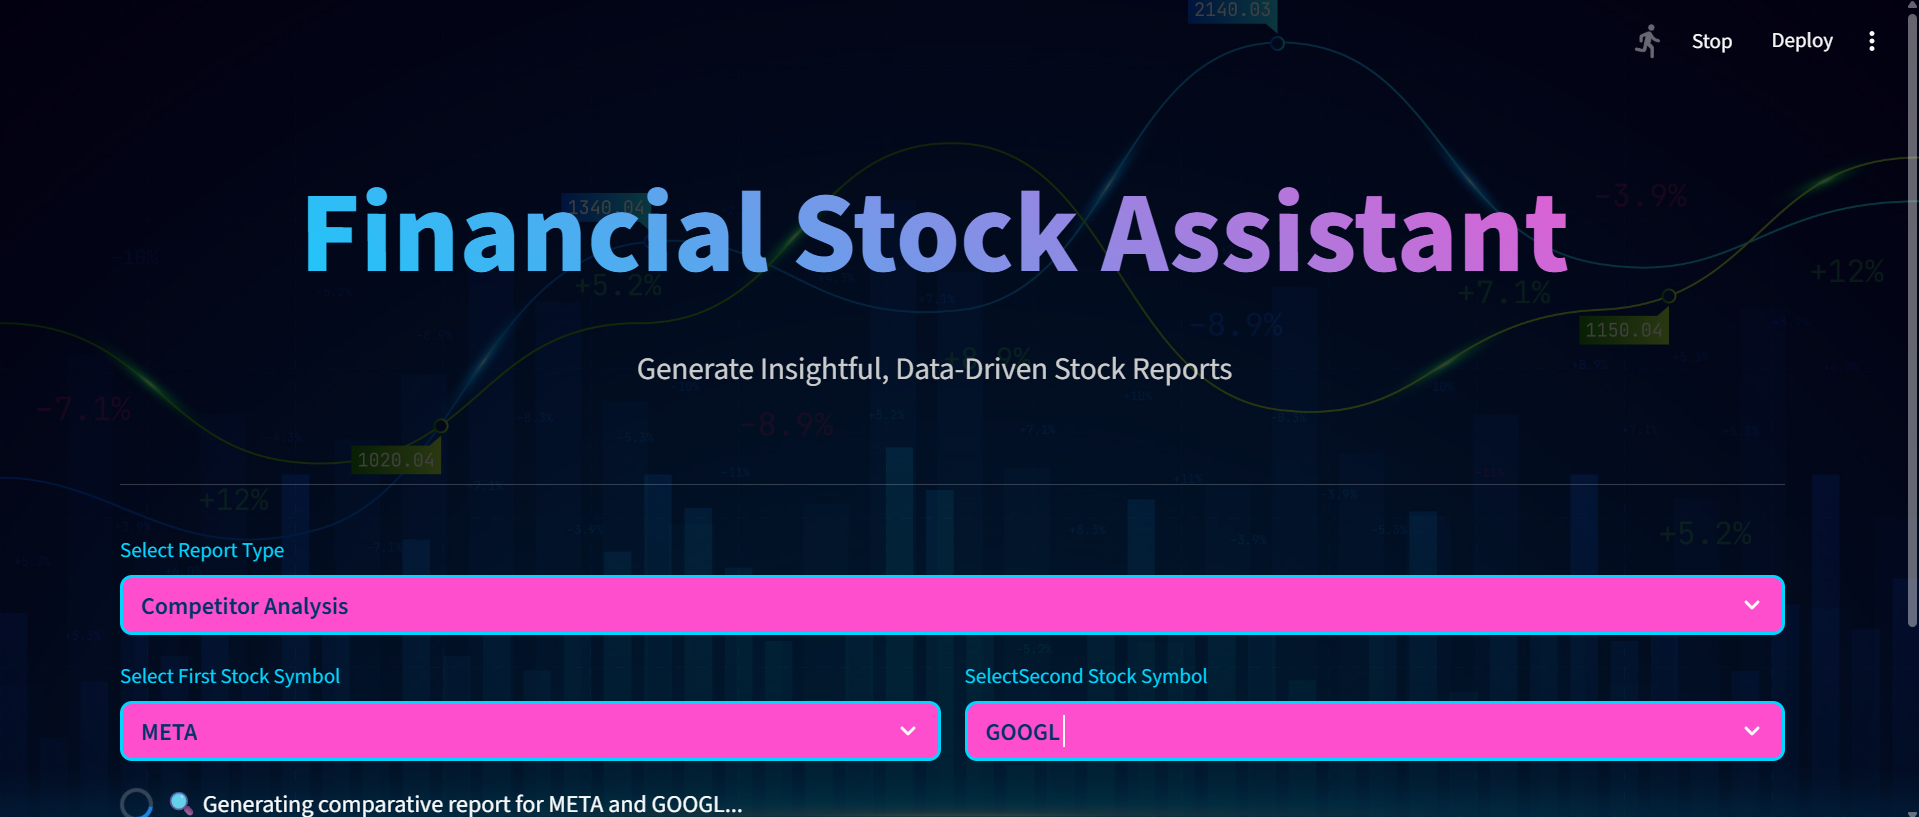 2140.03
Stop
Deploy
Financial Stock Assistant
1340.04
-3.9%
+5.2%
+7.1%
+12%
-8.9%
1150.04
+8.9%
Generate Insightful, Data-Driven Stock Reports
-7.1%
-8.9%
1020.04
+12%
+5.2%
Select Report Type
Competitor Analysis
Select First Stock Symbol
SelectSecond Stock Symbol
META
GOOGL
Generating comparative report for META and GOOGL...